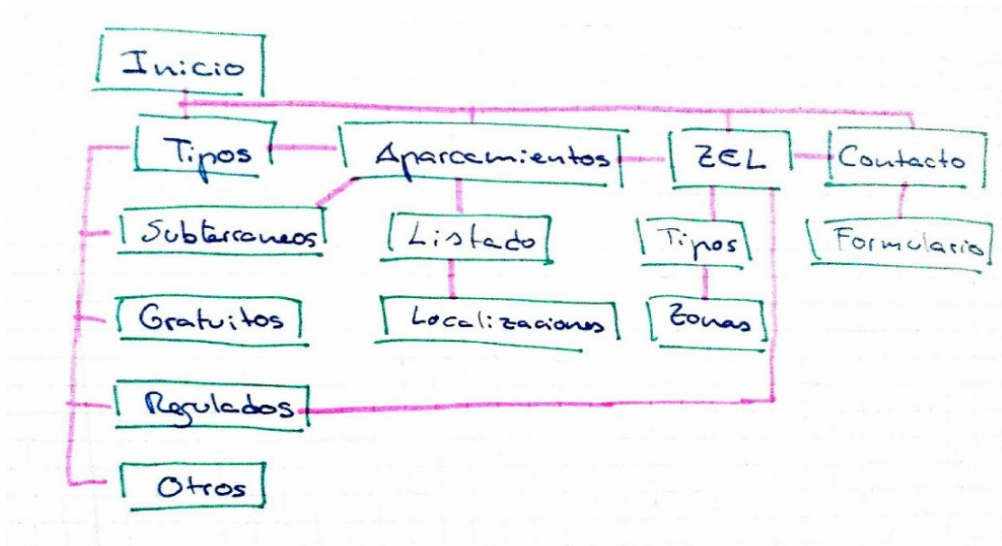 Inicio
Tipos Aparcamientos ZEL Contacto
Subterraneos Listado Tipos Formulario
Gratuitos Localizaciones Zonas
Regulados
Otros